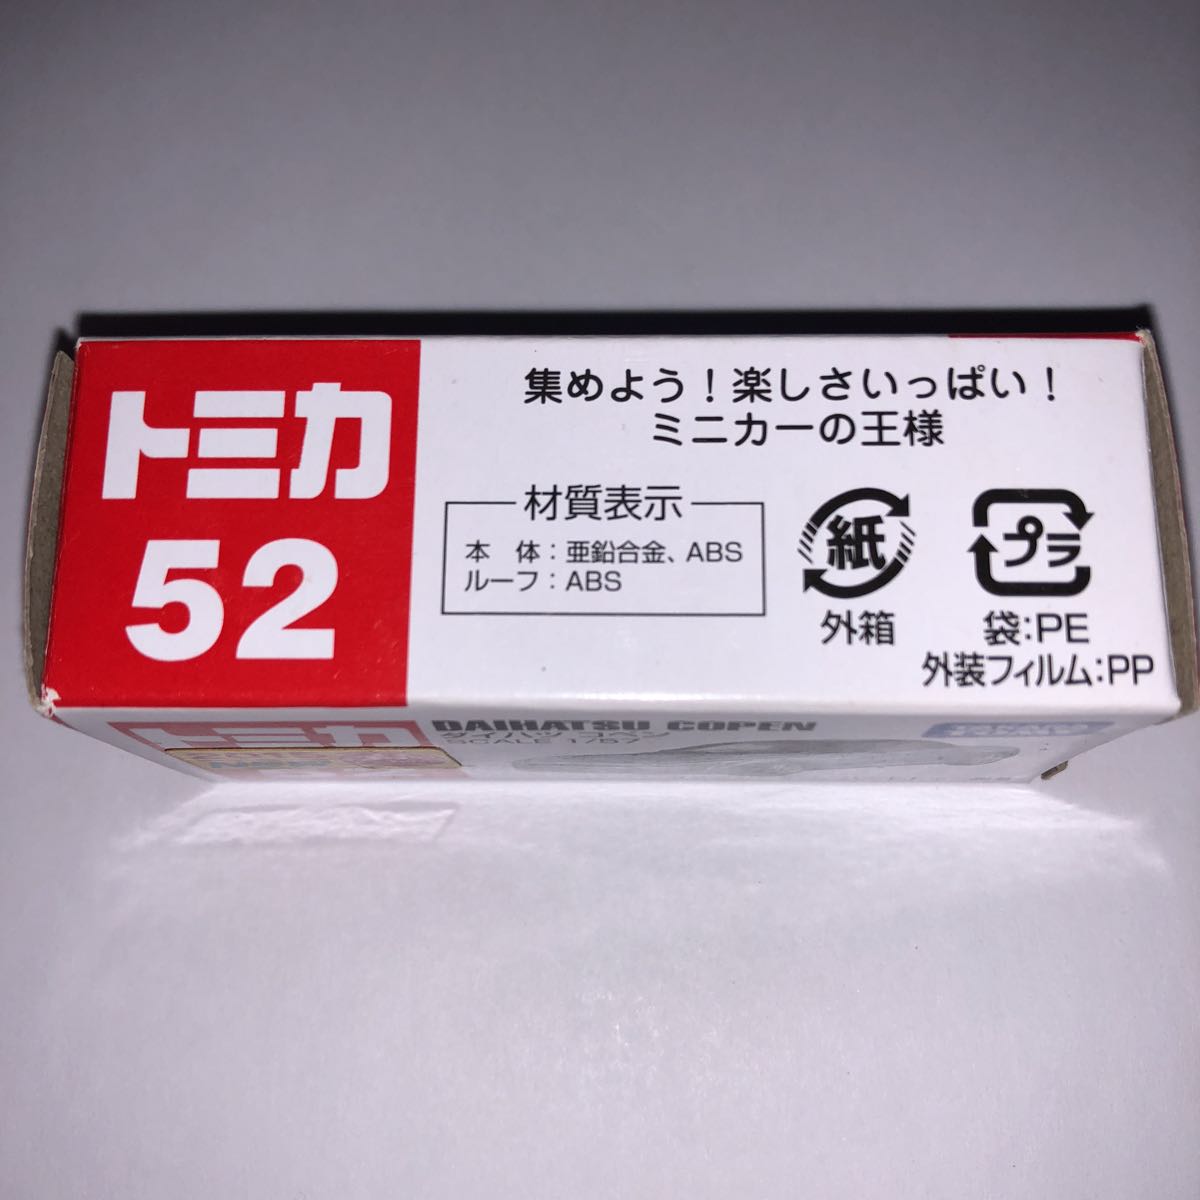 トミカ
52
集めよう！楽しさいっぱい！
ミニカーの王様
材質表示
本 体：亜鉛合金、ABS
ルーフ：ABS
紙
外箱
プラ
袋：PE
外装フィルム：PP
トミカ
DAIHATSU COPEN
ダイハツ コペン
SCALE 1/57